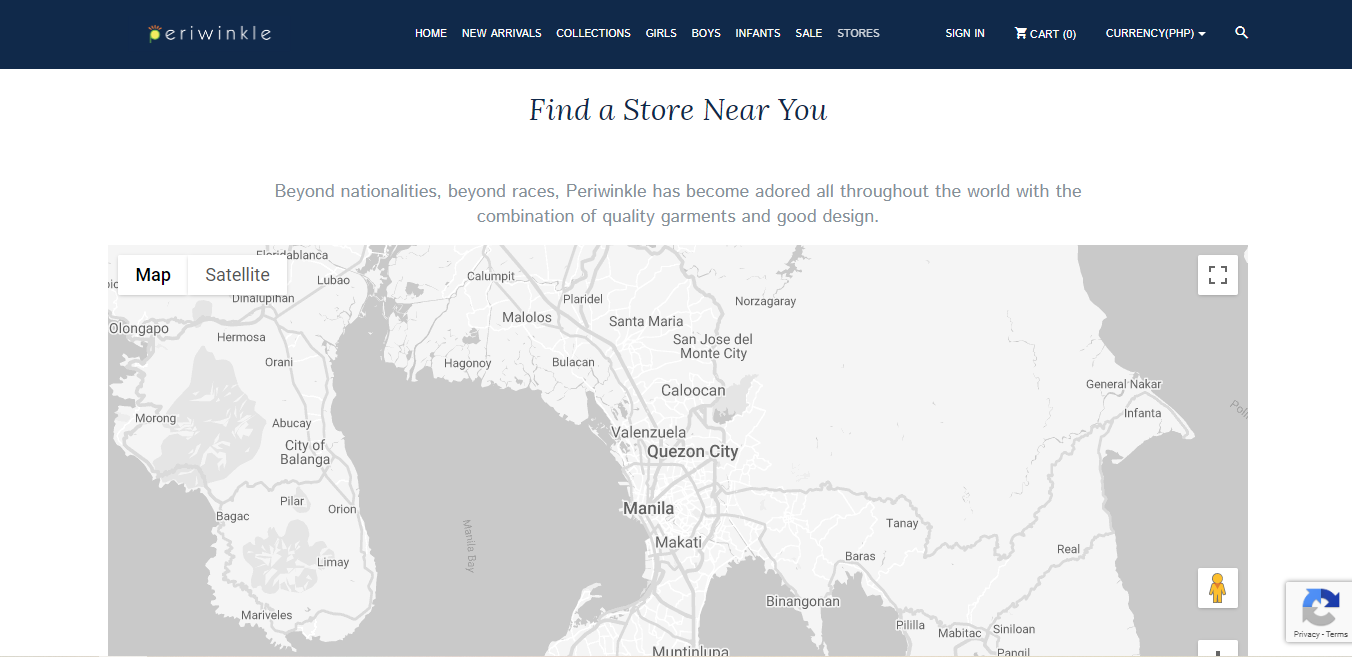 periwinkle
HOME NEW ARRIVALS COLLECTIONS GIRLS BOYS INFANTS SALE STORES SIGN IN CART (0) CURRENCY(PHP)
Find a Store Near You
Beyond nationalities, beyond races, Periwinkle has become adored all throughout the world with the
combination of quality garments and good design.
Map Satellite
Floridablanca
Lubao
Calumpit
Dinalupihan
Plaridel
Norzagaray
Malolos
Santa Maria
Olongapo
Hermosa
San Jose del
Monte City
Orani
Hagonoy
Bulacan
General Nakar
Caloocan
Infanta
Morong
Abucay
Valenzuela
City of
Balanga
Quezon City
Pilar
Orion
Manila
Bagac
Tanay
Manila Bay
Makati
Real
Baras
Limay
Binangonan
Mariveles
Pililla
Mabitac
Siniloan
Muntinlupa
Pangil
Privacy - Terms